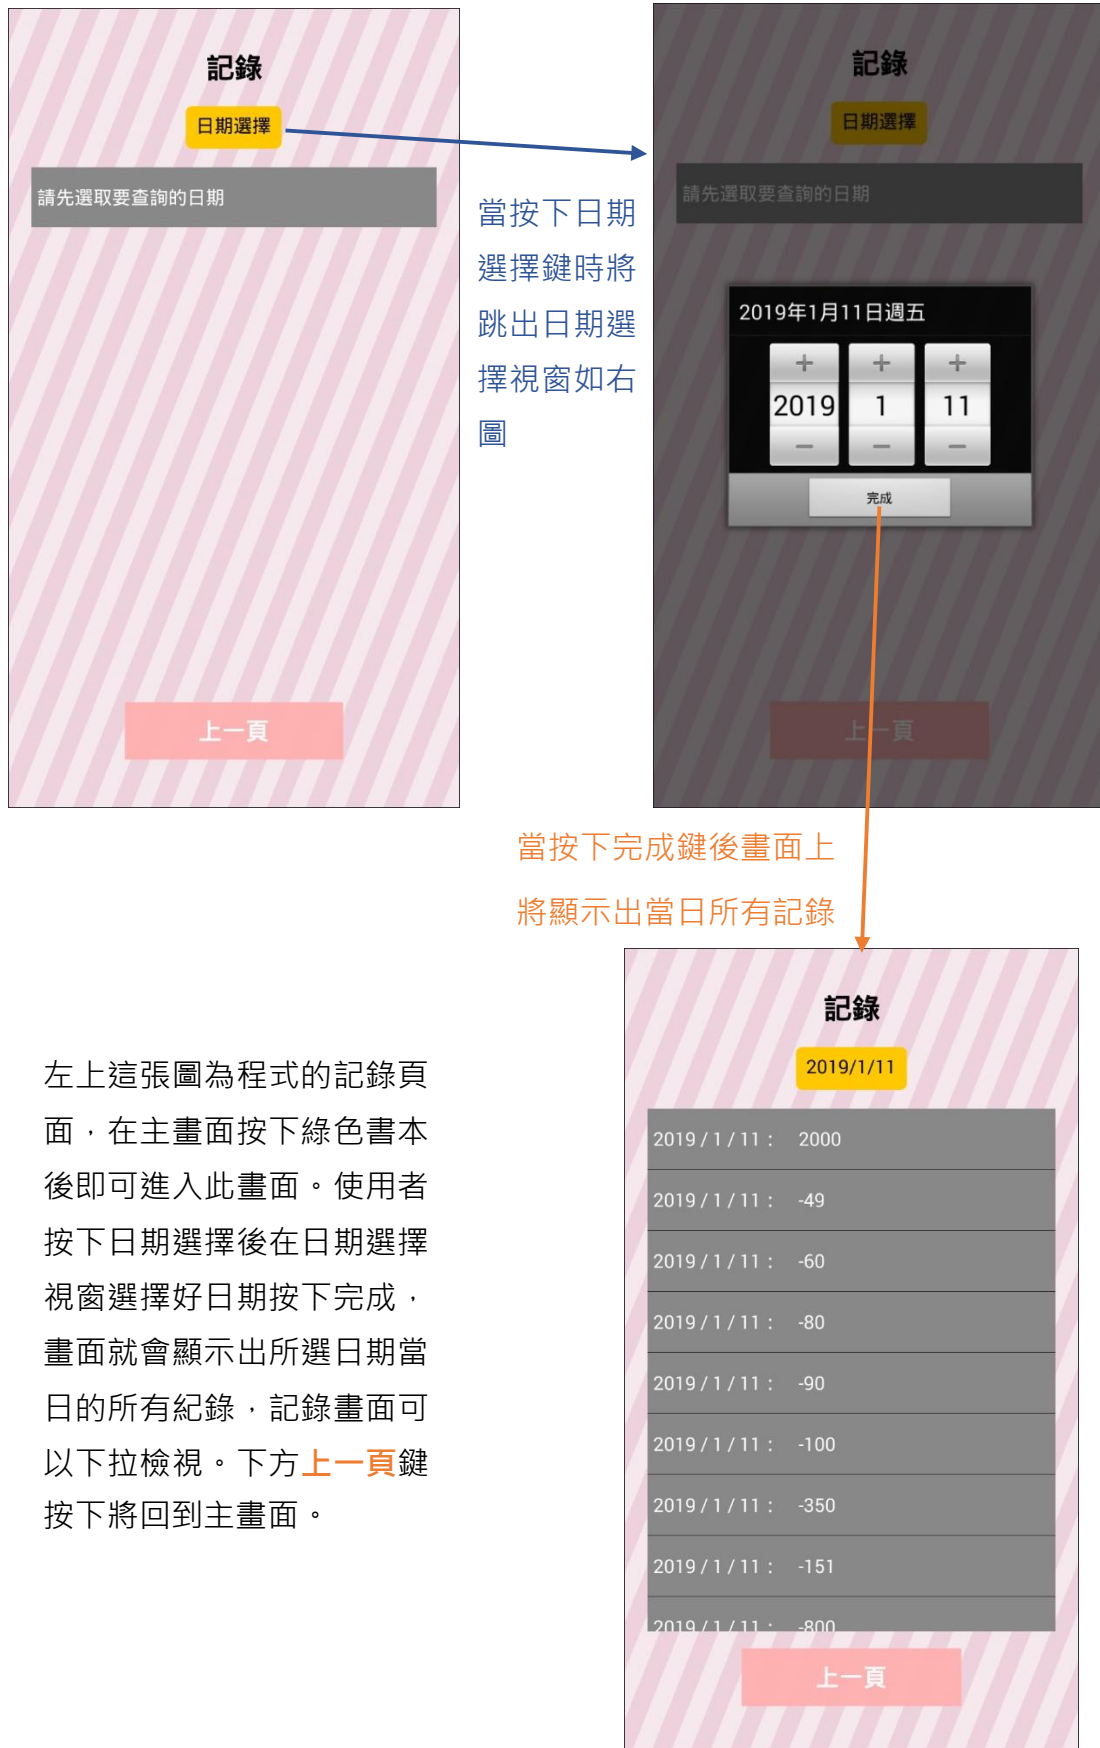 記錄
日期選擇
請先選取要查詢的日期
上一頁
當按下日期
選擇鍵時將
跳出日期選
擇視窗如右
圖
記錄
日期選擇
請先選取要查詢的日期
2019年1月11日週五
+ + +
2019 1 11
− − −
完成
上一頁
當按下完成鍵後畫面上
將顯示出當日所有記錄
左上這張圖為程式的記錄頁
面，在主畫面按下綠色書本
後即可進入此畫面。使用者
按下日期選擇後在日期選擇
視窗選擇好日期按下完成，
畫面就會顯示出所選日期當
日的所有紀錄，記錄畫面可
以下拉檢視。下方上一頁鍵
按下將回到主畫面。
記錄
2019/1/11
2019 / 1 / 11： 2000
2019 / 1 / 11： -49
2019 / 1 / 11： -60
2019 / 1 / 11： -80
2019 / 1 / 11： -90
2019 / 1 / 11： -100
2019 / 1 / 11： -350
2019 / 1 / 11： -151
2019 / 1 / 11： -800
上一頁